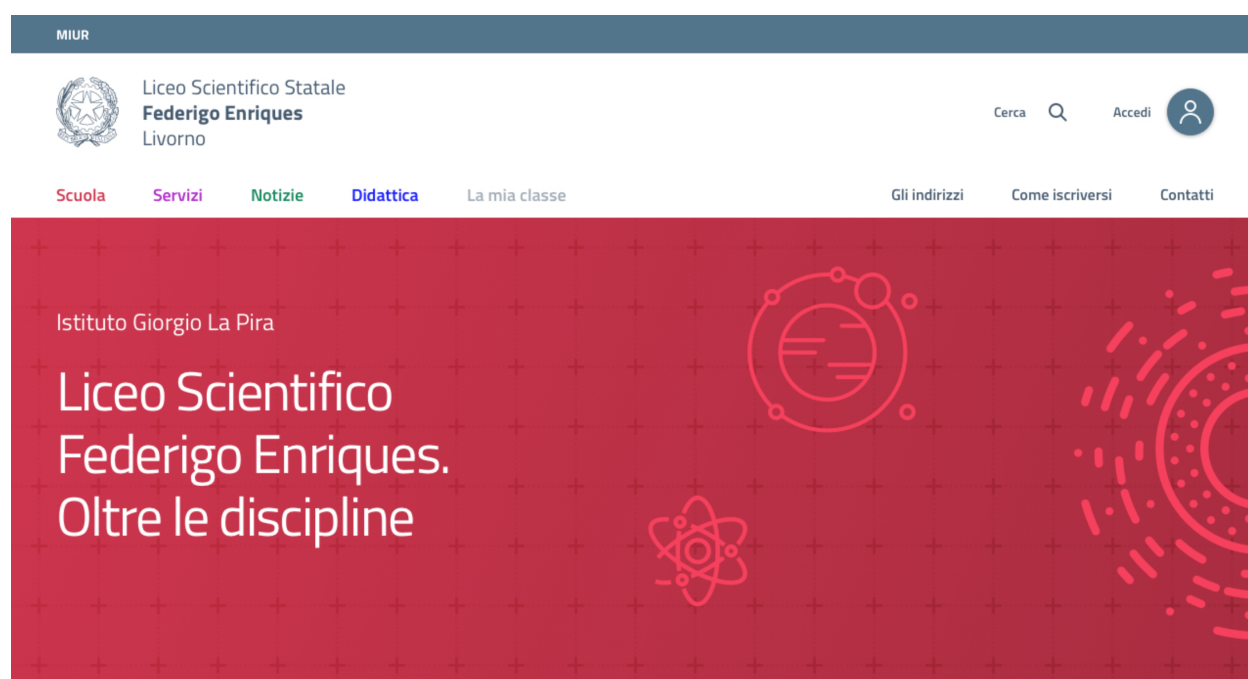 MIUR
Liceo Scientifico Statale
Federigo Enriques
Livorno
Cerca
Accedi
Scuola Servizi Notizie Didattica La mia classe Gli indirizzi Come iscriversi Contatti
Istituto Giorgio La Pira
Liceo Scientifico
Federigo Enriques.
Oltre le discipline